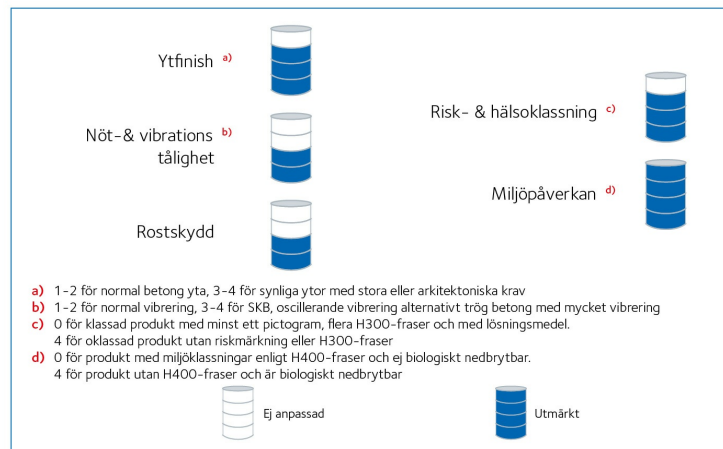 Ytfinish a)
Nöt-& vibrations b)
tålighet
Rostskydd
Risk- & hälsoklassning c)
Miljöpåverkan d)
a) 1-2 för normal betong yta, 3-4 för synliga ytor med stora eller arkitektoniska krav
b) 1-2 för normal vibrering, 3-4 för SKB, oscillerande vibrering alternativt trög betong med mycket vibrering
c) 0 för klassad produkt med minst ett pictogram, flera H300-fraser och med lösningsmedel.
4 för oklassad produkt utan riskmärkning eller H300-fraser
d) 0 för produkt med miljöklassningar enligt H400-fraser och ej biologiskt nedbrytbar.
4 för produkt utan H400-fraser och är biologiskt nedbrytbar
Ej anpassad
Utmärkt